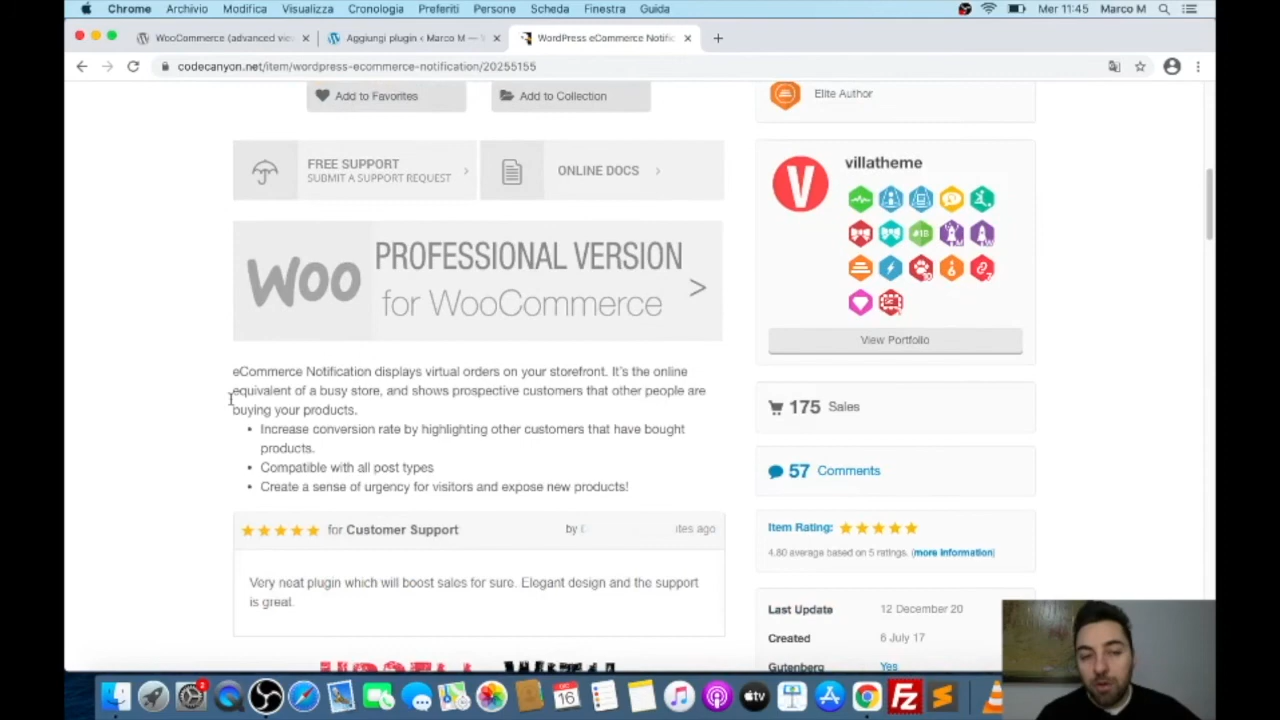 Chrome Archivio Modifica Visualizza Cronologia Preferiti Persone Scheda Finestra Guida Mer 11:45 Marco M
WooCommerce (advanced vie Aggiungi plugin ‹ Marco M — WordPress eCommerce Notific
codecanyon.net/item/wordpress-ecommerce-notification/20255155
Add to Favorites Add to Collection
Elite Author
FREE SUPPORT
SUBMIT A SUPPORT REQUEST
ONLINE DOCS
Woo PROFESSIONAL VERSION
for WooCommerce >
eCommerce Notification displays virtual orders on your storefront. It's the online
equivalent of a busy store, and shows prospective customers that other people are
buying your products.
• Increase conversion rate by highlighting other customers that have bought
products.
• Compatible with all post types
• Create a sense of urgency for visitors and expose new products!
for Customer Support by ites ago
Very neat plugin which will boost sales for sure. Elegant design and the support
is great.
V villatheme
View Portfolio
175 Sales
57 Comments
Item Rating:
4.80 average based on 5 ratings. (more information)
Last Update 12 December 20
Created 6 July 17
Gutenberg Yes
DEC
16
tv
Fz